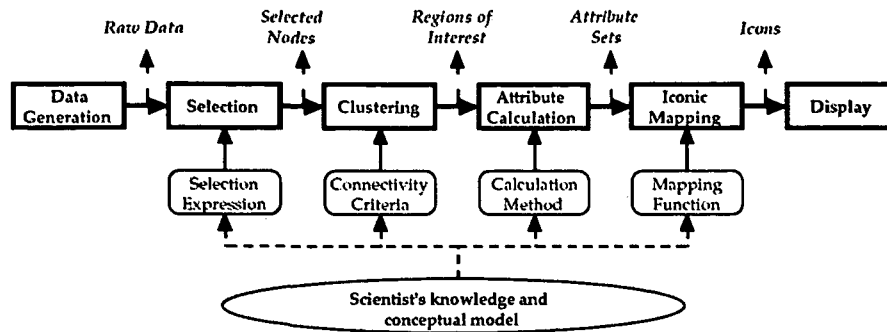 Raw Data
Selected
Nodes
Regions of
Interest
Attribute
Sets
Icons
Data
Generation
Selection
Clustering
Attribute
Calculation
Iconic
Mapping
Display
Selection
Expression
Connectivity
Criteria
Calculation
Method
Mapping
Function
Scientist's knowledge and
conceptual model